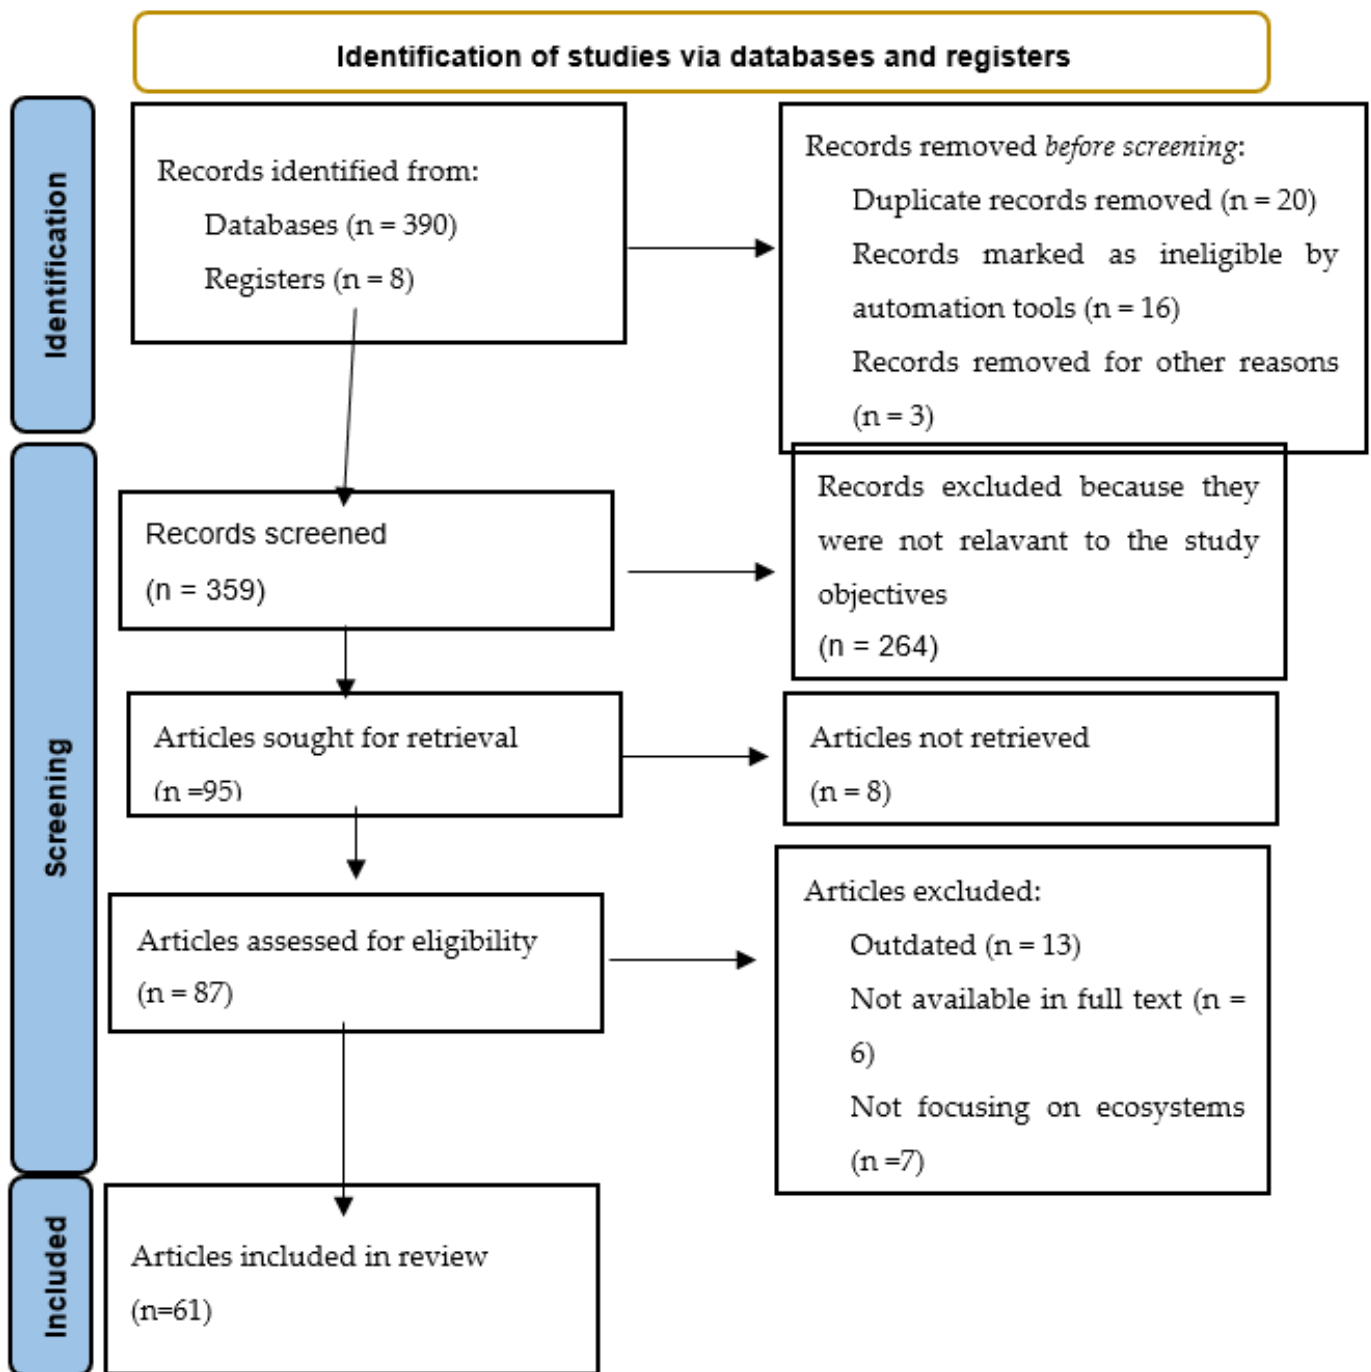 Identification of studies via databases and registers
Identification
Records identified from:
Databases (n = 390)
Registers (n = 8)
Records removed before screening:
Duplicate records removed (n = 20)
Records marked as ineligible by
automation tools (n = 16)
Records removed for other reasons
(n = 3)
Screening
Records screened
(n = 359)
Records excluded because they
were not relavant to the study
objectives
(n = 264)
Articles sought for retrieval
(n =95)
Articles not retrieved
(n = 8)
Articles assessed for eligibility
(n = 87)
Articles excluded:
Outdated (n = 13)
Not available in full text (n =
6)
Not focusing on ecosystems
(n =7)
Included
Articles included in review
(n=61)